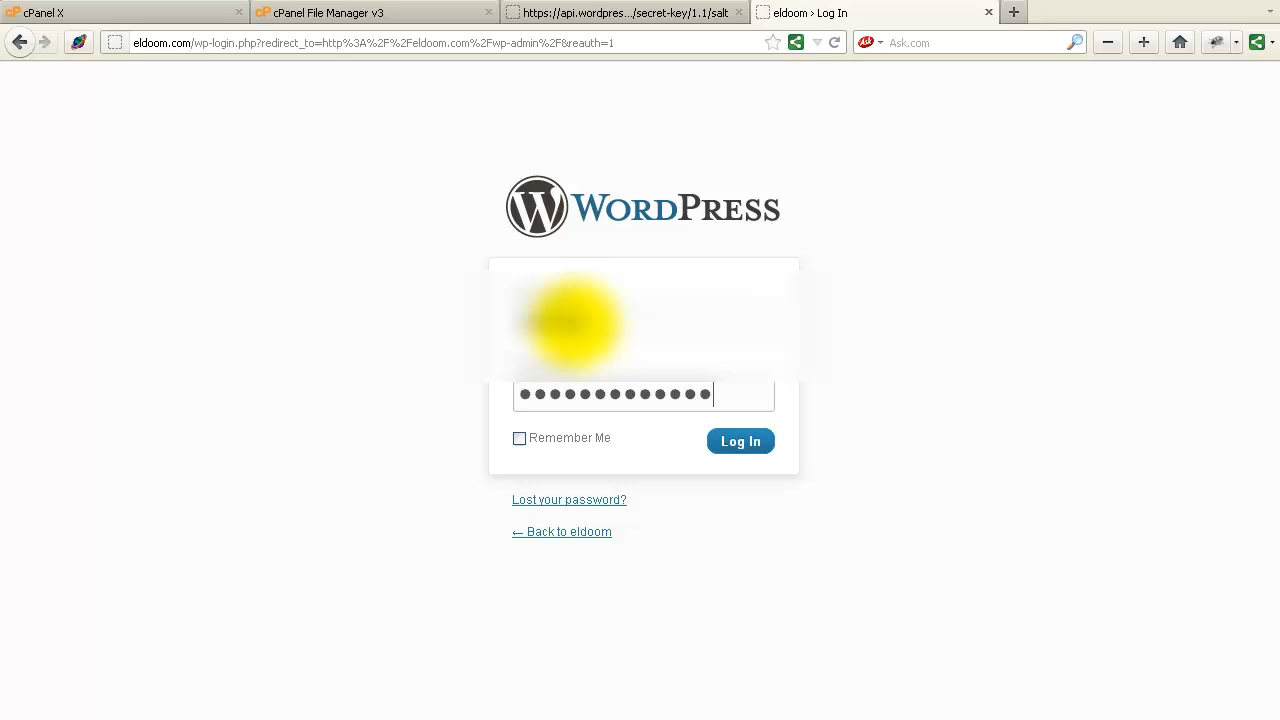 cPanel X
cPanel File Manager v3
https://api.wordpres.../secret-key/1.1/salt
eldoom › Log In
eldoom.com/wp-login.php?redirect_to=http%3A%2F%2Feldoom.com%2Fwp-admin%2F&reauth=1
Ask.com
WORDPRESS
Remember Me
Log In
Lost your password?
← Back to eldoom